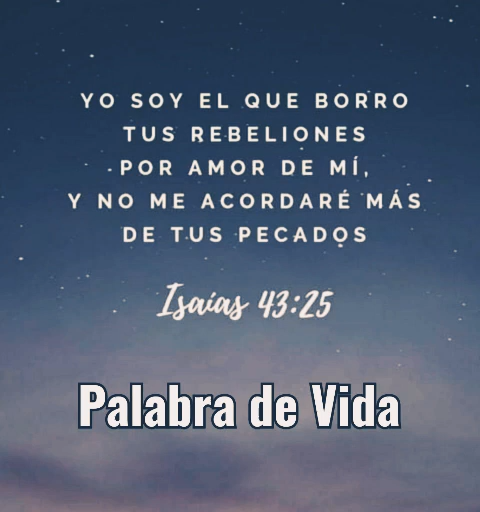 YO SOY EL QUE BORRO
TUS REBELIONES
POR AMOR DE MÍ,
Y NO ME ACORDARÉ MÁS
DE TUS PECADOS
Isaías 43:25
Palabra de Vida